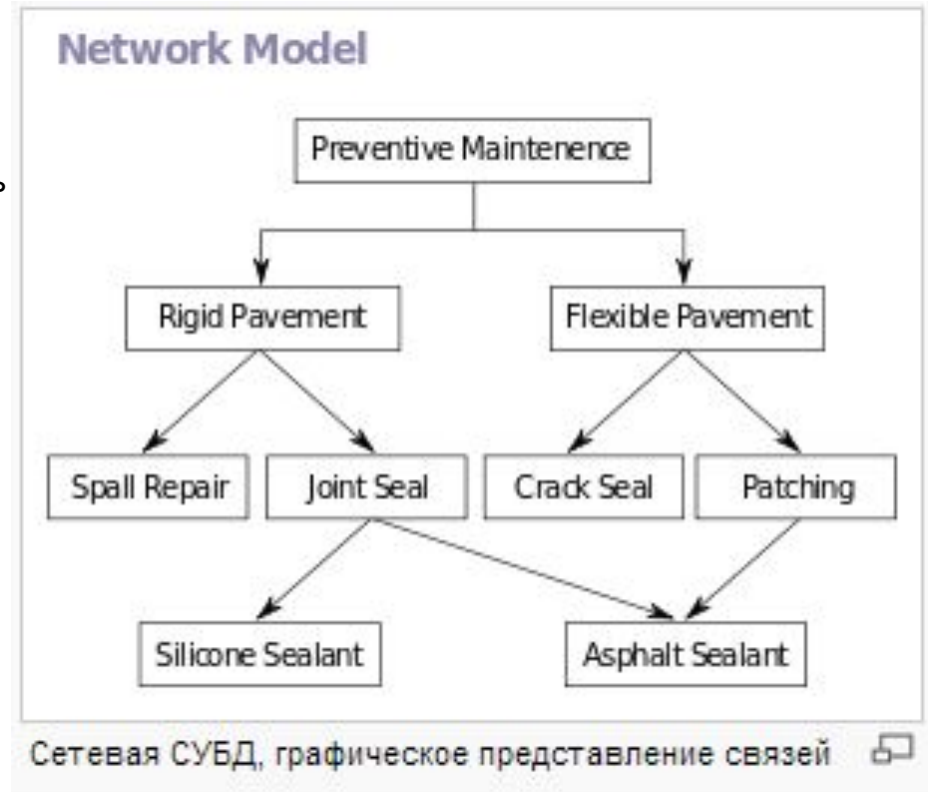 Network Model
Preventive Maintenence
Rigid Pavement
Flexible Pavement
Spall Repair
Joint Seal
Crack Seal
Patching
Silicone Sealant
Asphalt Sealant
Сетевая СУБД, графическое представление связей